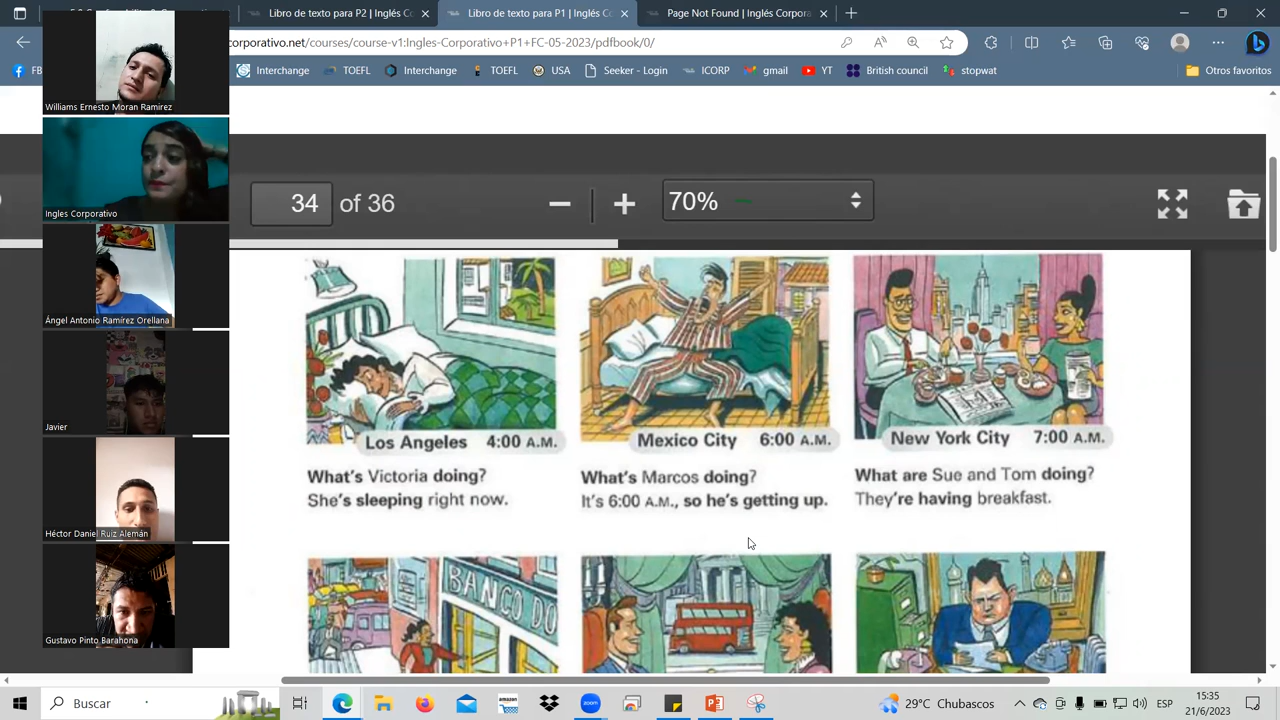 Libro de texto para P2 | Inglés Co
Libro de texto para P1 | Inglés Co
Page Not Found | Inglés Corpora
corporativo.net/courses/course-v1:Ingles-Corporativo+P1+FC-05-2023/pdfbook/0/
FB
Interchange
TOEFL
Interchange
TOEFL
USA
Seeker - Login
ICORP
gmail
YT
British council
stopwat
Otros favoritos
Williams Ernesto Moran Ramirez
Ingles Corporativo
Ángel Antonio Ramírez Orellana
Javier
Héctor Daniel Ruiz Alemán
Gustavo Pinto Barahona
34 of 36
70%
Los Angeles 4:00 A.M.
What's Victoria doing?
She's sleeping right now.
Mexico City 6:00 A.M.
What's Marcos doing?
It's 6:00 A.M., so he's getting up.
New York City 7:00 A.M.
What are Sue and Tom doing?
They're having breakfast.
BANCO DO
Buscar
amazon
zoom
29°C Chubascos
ESP
15:35
21/6/2023